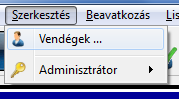 Szerkesztés Beavatkozás Lis
Vendégek ...
Adminisztrátor